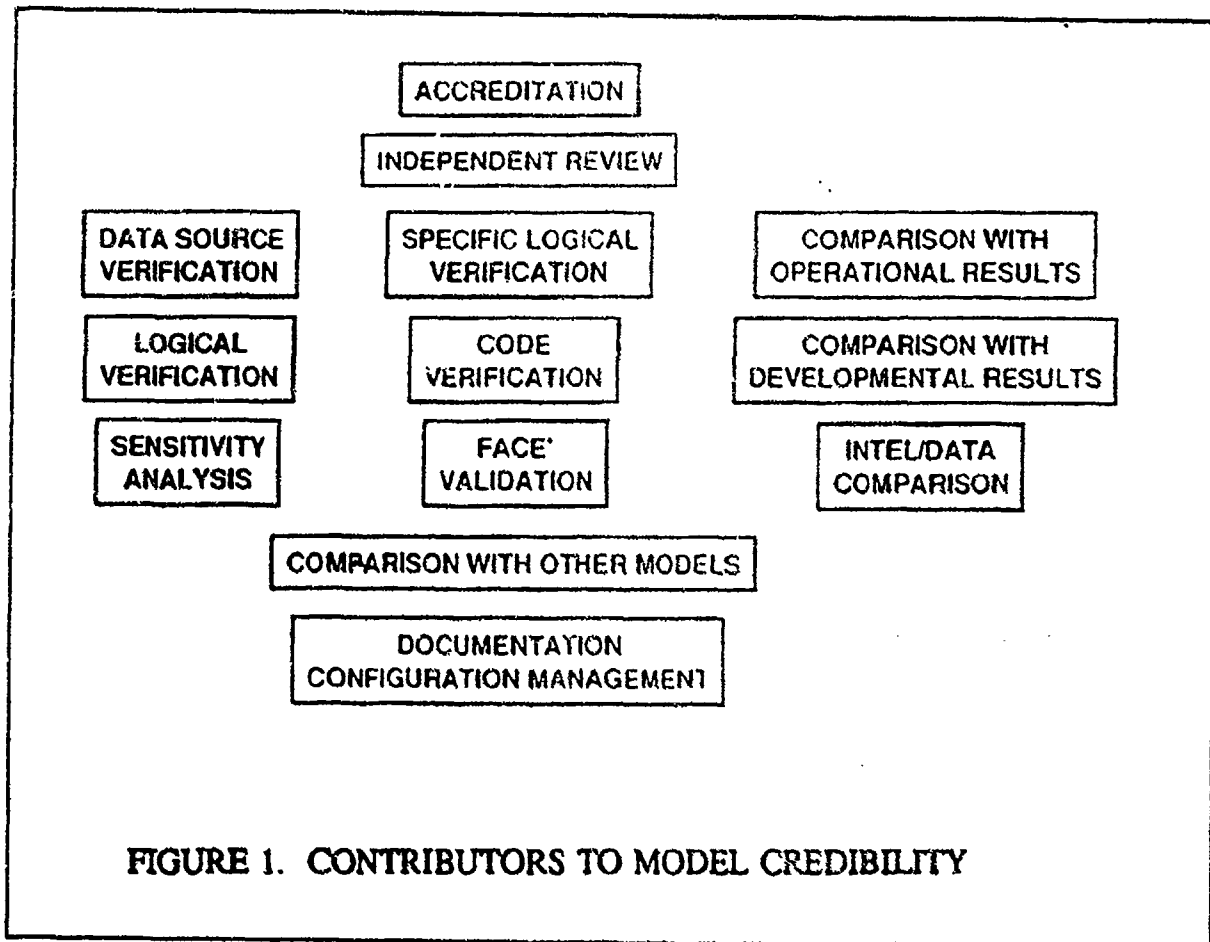 ACCREDITATION
INDEPENDENT REVIEW
DATA SOURCE
VERIFICATION
SPECIFIC LOGICAL
VERIFICATION
COMPARISON WITH
OPERATIONAL RESULTS
LOGICAL
VERIFICATION
CODE
VERIFICATION
COMPARISON WITH
DEVELOPMENTAL RESULTS
SENSITIVITY
ANALYSIS
FACE'
VALIDATION
INTEL/DATA
COMPARISON
COMPARISON WITH OTHER MODELS
DOCUMENTATION
CONFIGURATION MANAGEMENT
FIGURE 1. CONTRIBUTORS TO MODEL CREDIBILITY